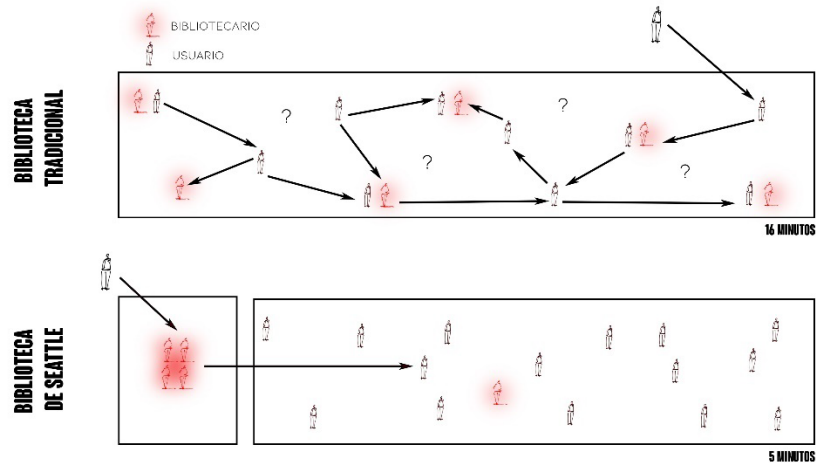 BIBLIOTECARIO
USUARIO
BIBLIOTECA
TRADICIONAL
?
?
?
?
16 MINUTOS
BIBLIOTECA
DE SEATTLE
5 MINUTOS